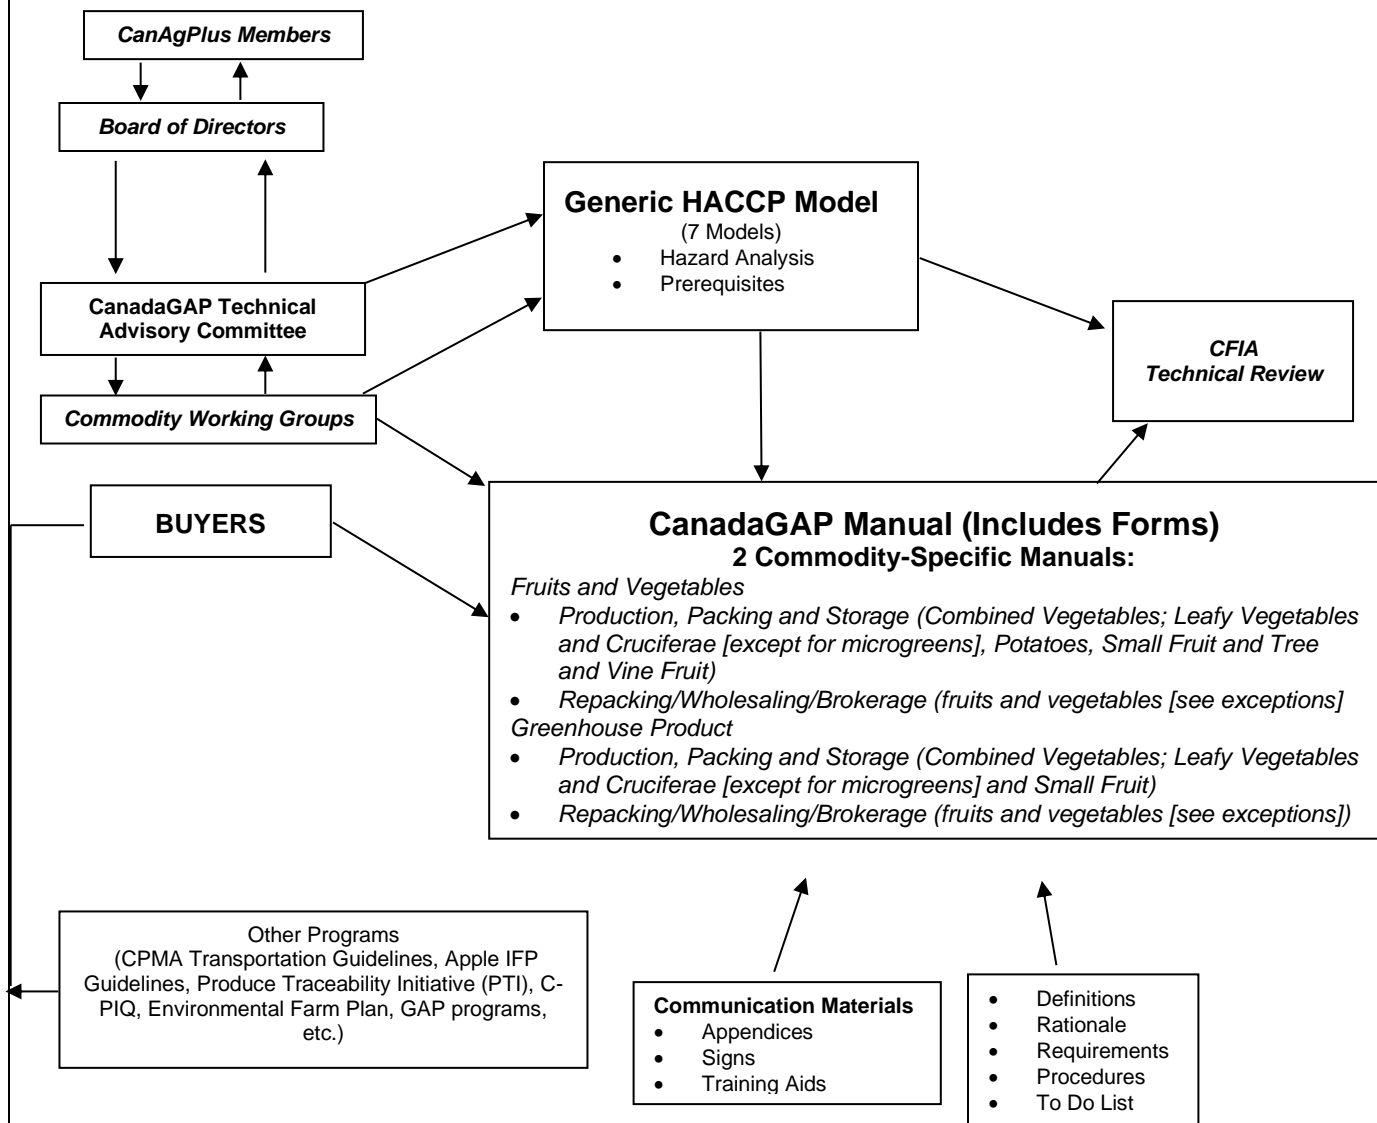 CanAgPlus Members
Board of Directors
CanadaGAP Technical
Advisory Committee
Commodity Working Groups
Generic HACCP Model
(7 Models)
• Hazard Analysis
• Prerequisites
CFIA
Technical Review
BUYERS
CanadaGAP Manual (Includes Forms)
2 Commodity-Specific Manuals:
Fruits and Vegetables
• Production, Packing and Storage (Combined Vegetables; Leafy Vegetables
and Cruciferae [except for microgreens], Potatoes, Small Fruit and Tree
and Vine Fruit)
• Repacking/Wholesaling/Brokerage (fruits and vegetables [see exceptions]
Greenhouse Product
• Production, Packing and Storage (Combined Vegetables; Leafy Vegetables
and Cruciferae [except for microgreens] and Small Fruit)
• Repacking/Wholesaling/Brokerage (fruits and vegetables [see exceptions])
Other Programs
(CPMA Transportation Guidelines, Apple IFP
Guidelines, Produce Traceability Initiative (PTI), C-
PIQ, Environmental Farm Plan, GAP programs,
etc.)
Communication Materials
• Appendices
• Signs
• Training Aids
• Definitions
• Rationale
• Requirements
• Procedures
• To Do List